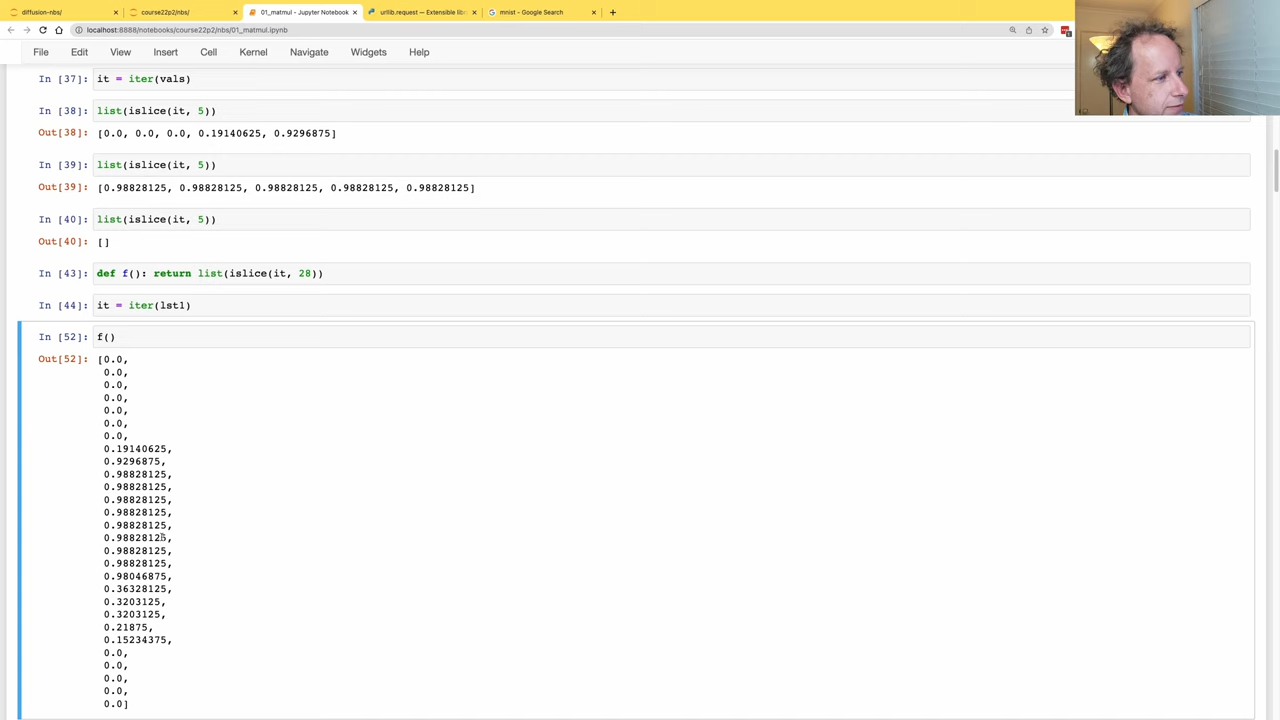 diffusion-nbs/
course22p2/nbs/
01_matmul - Jupyter Notebook
urllib.request — Extensible libr
mnist - Google Search
localhost:8888/notebooks/course22p2/nbs/01_matmul.ipynb
File Edit View Insert Cell Kernel Navigate Widgets Help
In [37]: it = iter(vals)
In [38]: list(islice(it, 5))
Out[38]: [0.0, 0.0, 0.0, 0.19140625, 0.9296875]
In [39]: list(islice(it, 5))
Out[39]: [0.98828125, 0.98828125, 0.98828125, 0.98828125, 0.98828125]
In [40]: list(islice(it, 5))
Out[40]: []
In [43]: def f(): return list(islice(it, 28))
In [44]: it = iter(lst1)
In [52]: f()
Out[52]: [0.0,
0.0,
0.0,
0.0,
0.0,
0.0,
0.0,
0.19140625,
0.9296875,
0.98828125,
0.98828125,
0.98828125,
0.98828125,
0.98828125,
0.98828125,
0.98828125,
0.98828125,
0.98046875,
0.36328125,
0.3203125,
0.3203125,
0.21875,
0.15234375,
0.0,
0.0,
0.0,
0.0,
0.0]